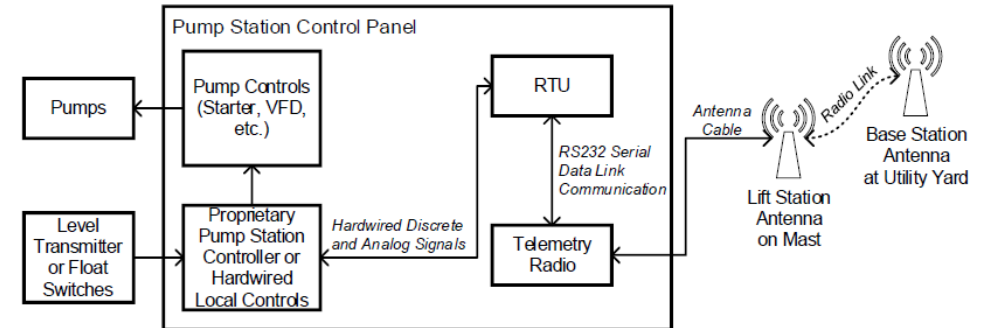 Pump Station Control Panel
Pumps
Pump Controls
(Starter, VFD,
etc.)
RTU
Antenna
Cable
Radio Link
Base Station
Antenna
at Utility Yard
RS232 Serial
Data Link
Communication
Lift Station
Antenna
on Mast
Level
Transmitter
or Float
Switches
Proprietary
Pump Station
Controller or
Hardwired
Local Controls
Hardwired Discrete
and Analog Signals
Telemetry
Radio